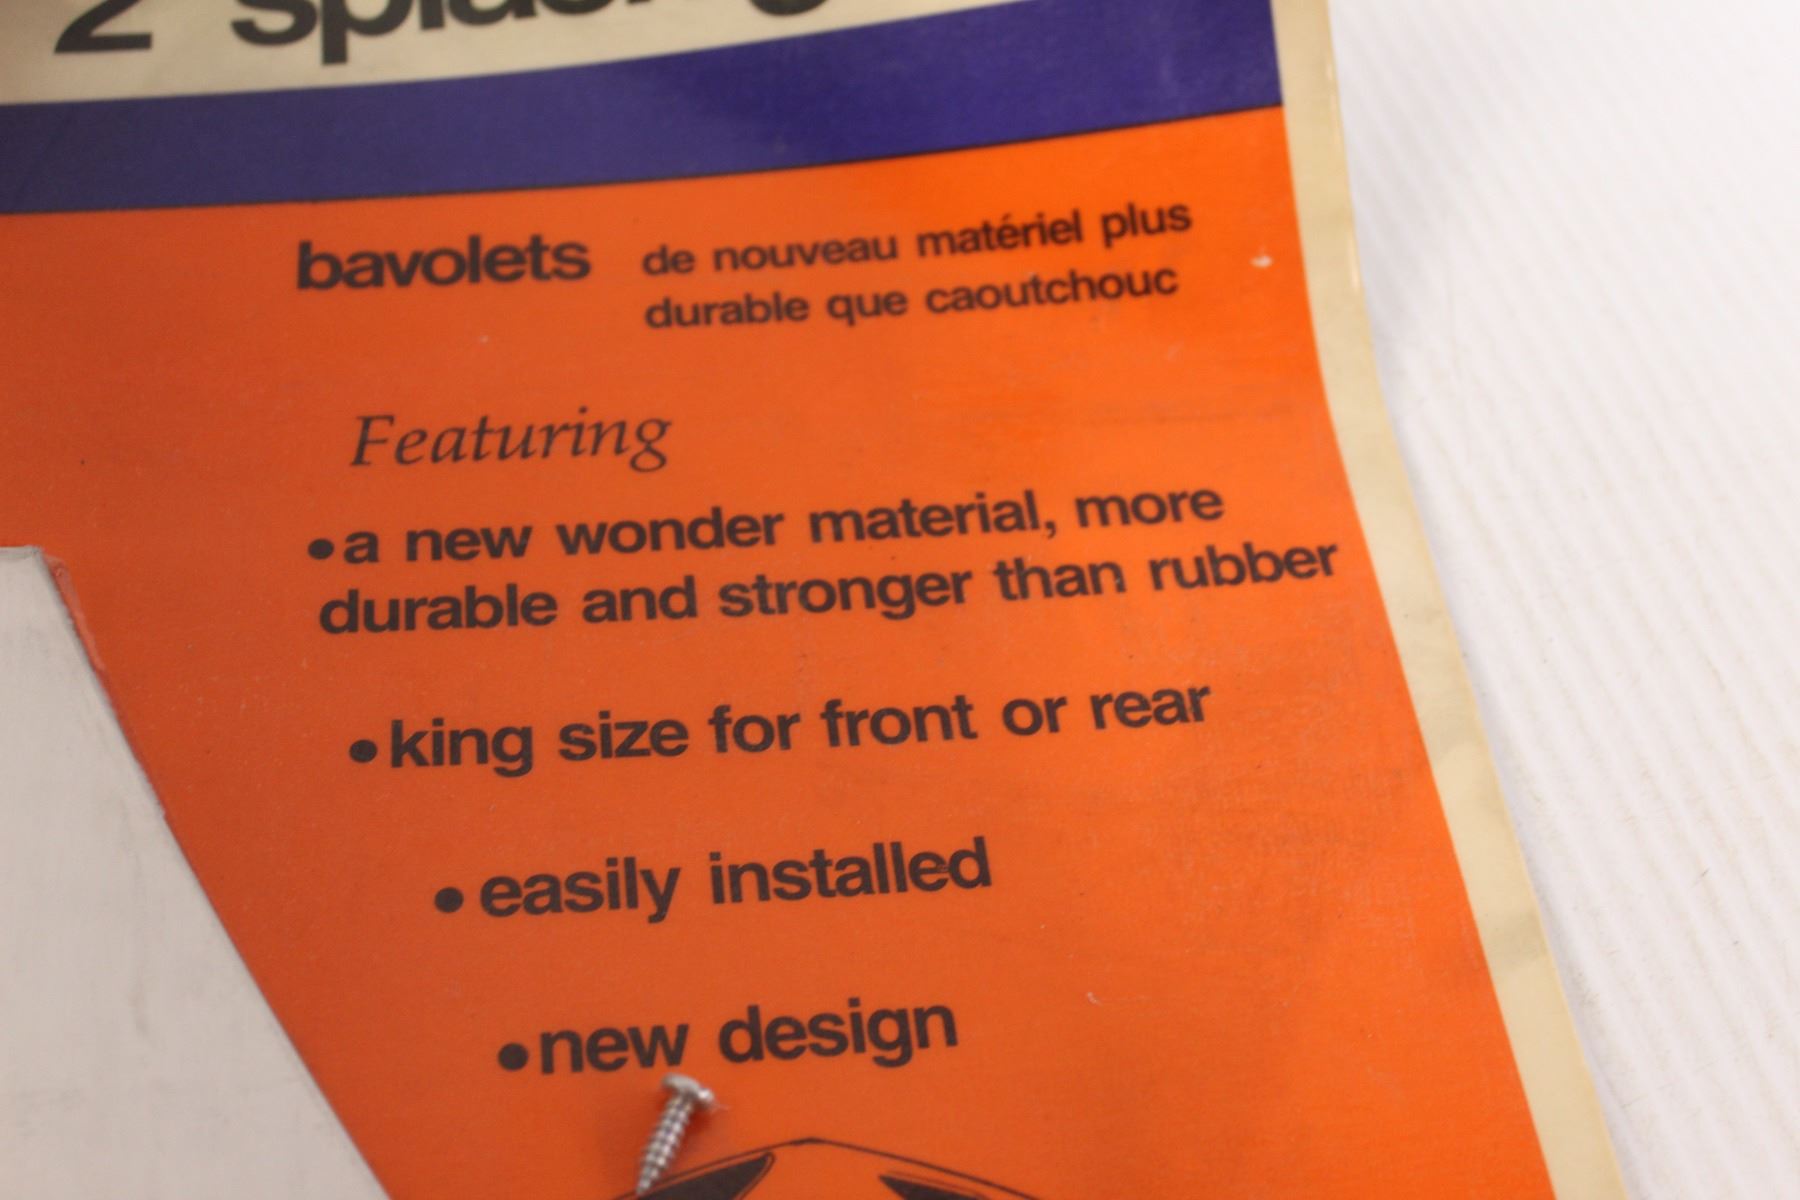 2
bavolets de nouveau matériel plus
durable que caoutchouc
Featuring
•a new wonder material, more
durable and stronger than rubber
•king size for front or rear
•easily installed
•new design